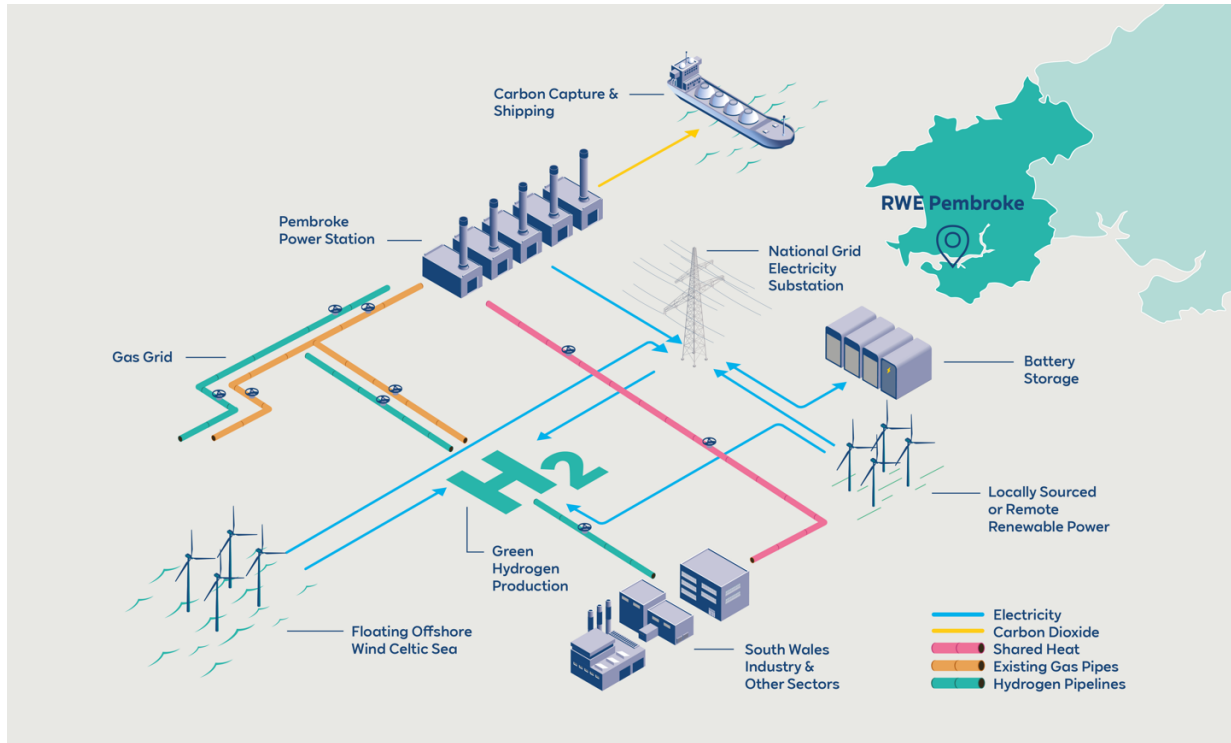 Carbon Capture &
Shipping
RWE Pembroke
Pembroke
Power Station
National Grid
Electricity
Substation
Gas Grid
Battery
Storage
H2
Locally Sourced
or Remote
Renewable Power
Green
Hydrogen
Production
Floating Offshore
Wind Celtic Sea
South Wales
Industry &
Other Sectors
Electricity
Carbon Dioxide
Shared Heat
Existing Gas Pipes
Hydrogen Pipelines